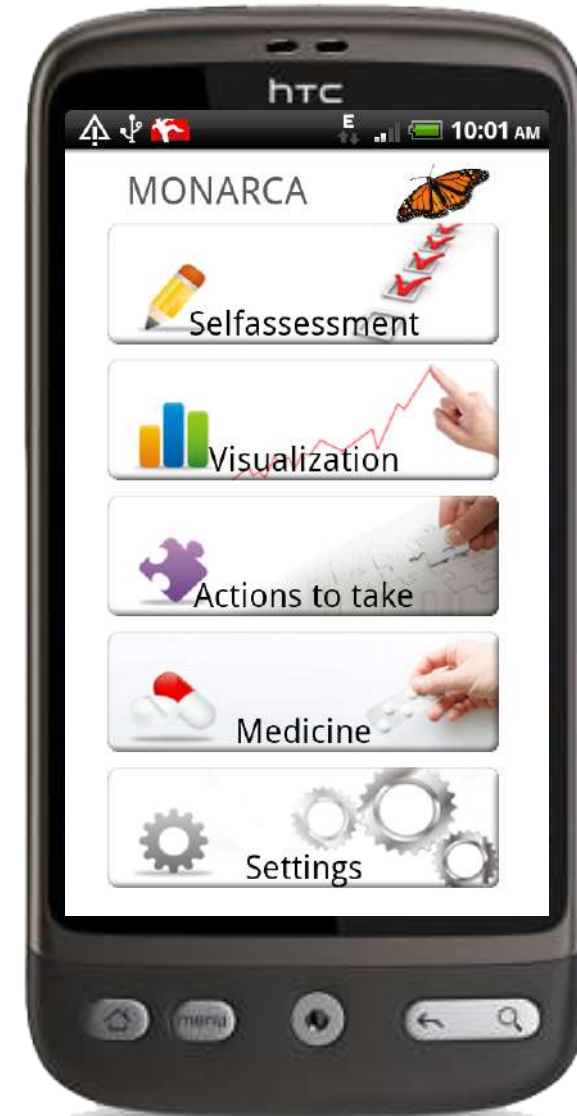 hTC
E
10:01 AM
MONARCA
Selfassessment
Visualization
Actions to take
Medicine
Settings
menu